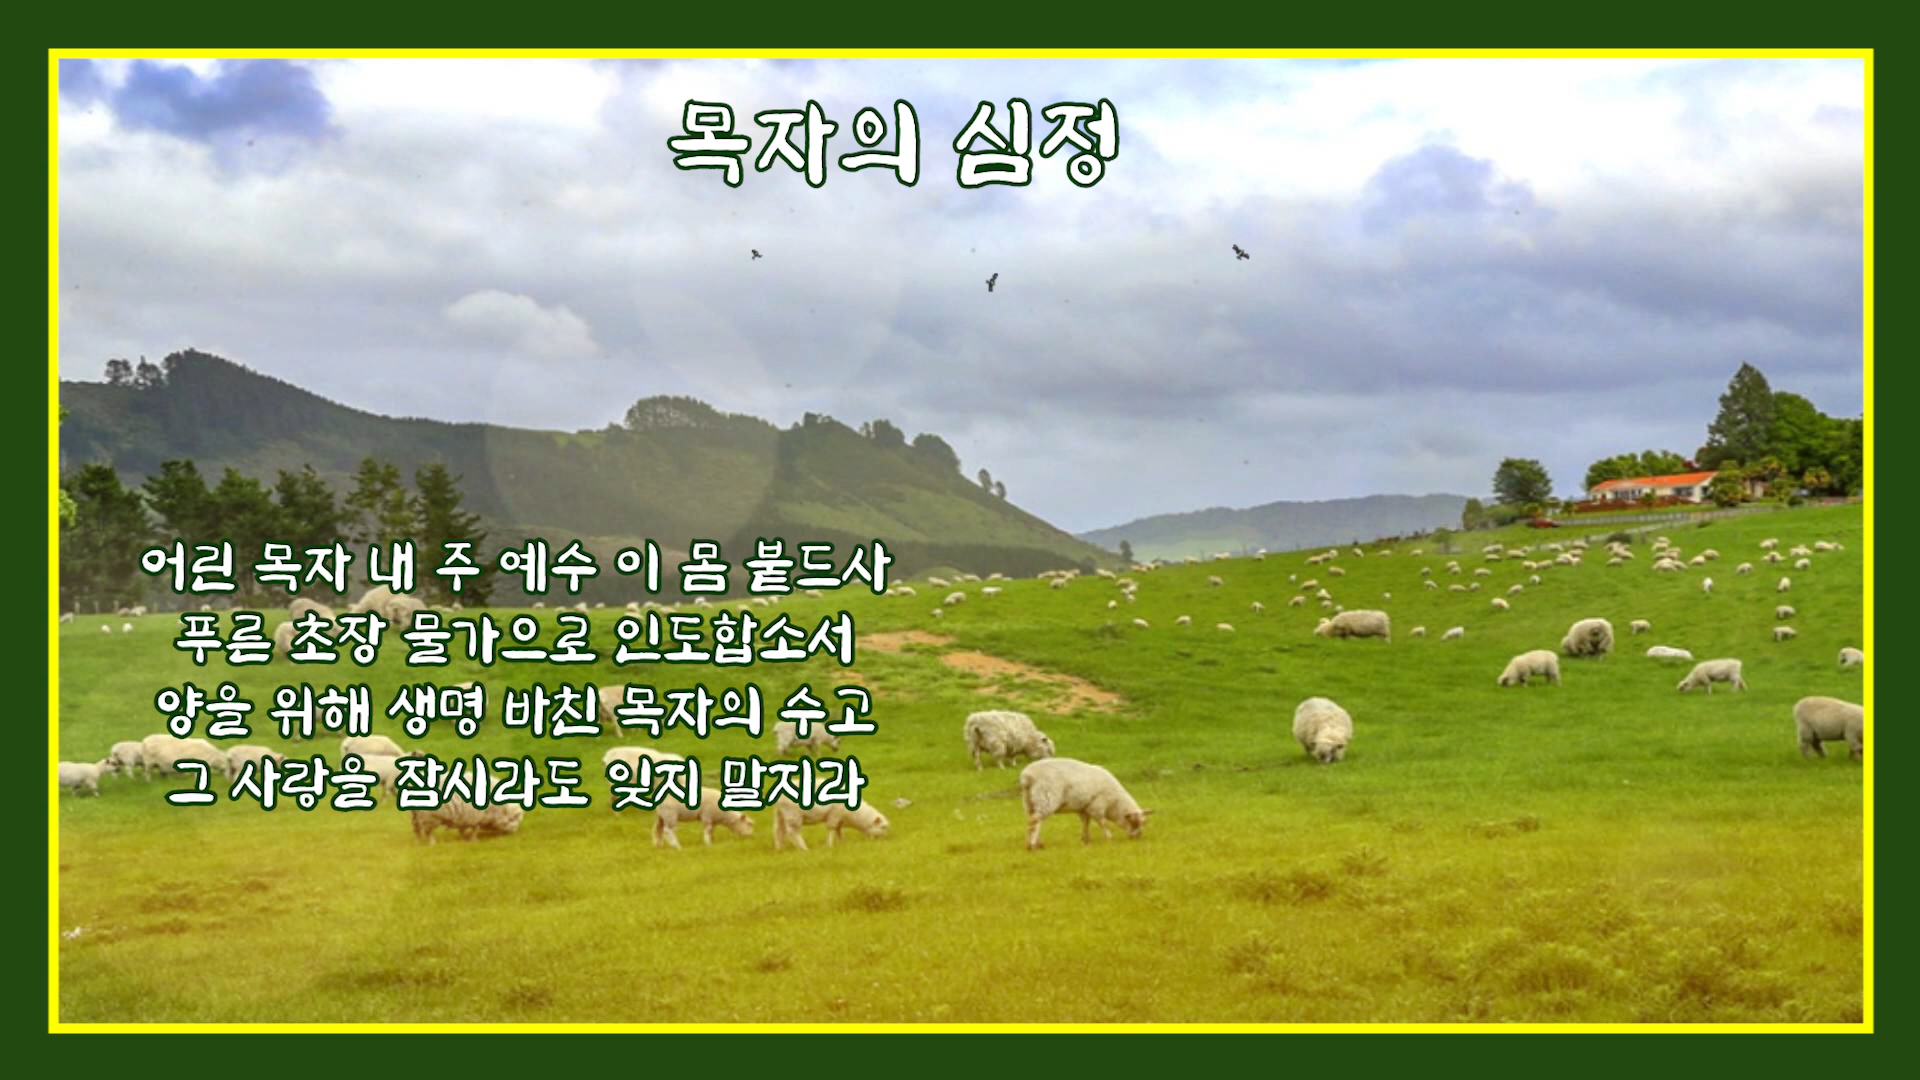 목자의 심정
어린 목자 내 주 예수 이 몸 붙드사
푸른 초장 물가으로 인도합소서
양을 위해 생명 바친 목자의 수고
그 사랑을 잠시라도 잊지 말지라